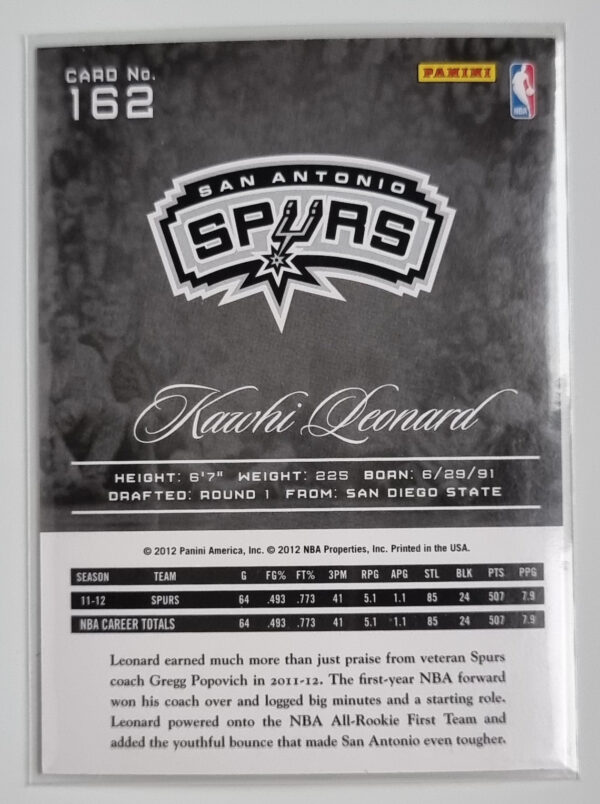 CARD No.
162
PANINI
NBA
SAN ANTONIO
SPURS
Kawhi Leonard
HEIGHT: 6'7" WEIGHT: 225 BORN: 6/29/91
DRAFTED: ROUND 1 FROM: SAN DIEGO STATE
© 2012 Panini America, Inc. © 2012 NBA Properties, Inc. Printed in the USA.
SEASON TEAM G FG% FT% 3PM RPG APG STL BLK PTS PPG
11-12 SPURS 64 .493 .773 41 5.1 1.1 85 24 507 7.9
NBA CAREER TOTALS 64 .493 .773 41 5.1 1.1 85 24 507 7.9
Leonard earned much more than just praise from veteran Spurs
coach Gregg Popovich in 2011-12. The first-year NBA forward
won his coach over and logged big minutes and a starting role.
Leonard powered onto the NBA All-Rookie First Team and
added the youthful bounce that made San Antonio even tougher.